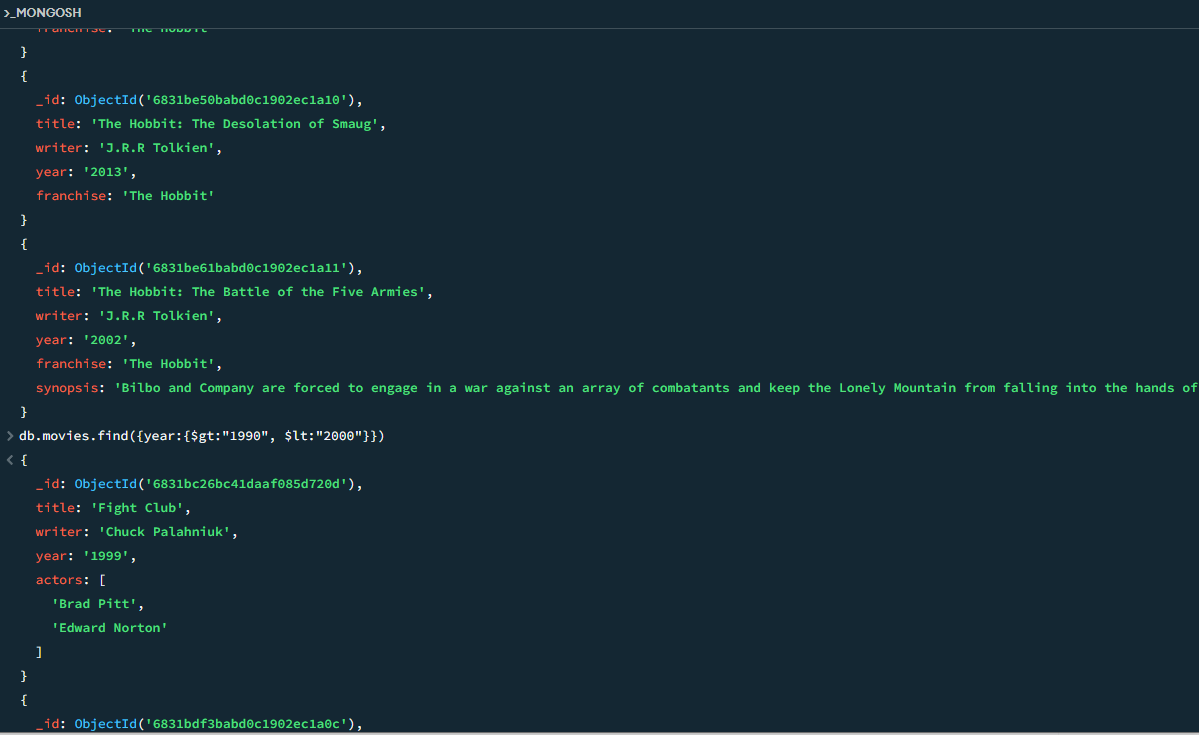 >_MONGOSH
franchise: 'The Hobbit'
}
{
_id: ObjectId('6831be50babd0c1902ec1a10'),
title: 'The Hobbit: The Desolation of Smaug',
writer: 'J.R.R Tolkien',
year: '2013',
franchise: 'The Hobbit'
}
{
_id: ObjectId('6831be61babd0c1902ec1a11'),
title: 'The Hobbit: The Battle of the Five Armies',
writer: 'J.R.R Tolkien',
year: '2002',
franchise: 'The Hobbit',
synopsis: 'Bilbo and Company are forced to engage in a war against an array of combatants and keep the Lonely Mountain from falling into the hands of
}
> db.movies.find({year:{$gt:"1990", $lt:"2000"}})
< {
_id: ObjectId('6831bc26bc41daaf085d720d'),
title: 'Fight Club',
writer: 'Chuck Palahniuk',
year: '1999',
actors: [
'Brad Pitt',
'Edward Norton'
]
}
{
_id: ObjectId('6831bdf3babd0c1902ec1a0c'),